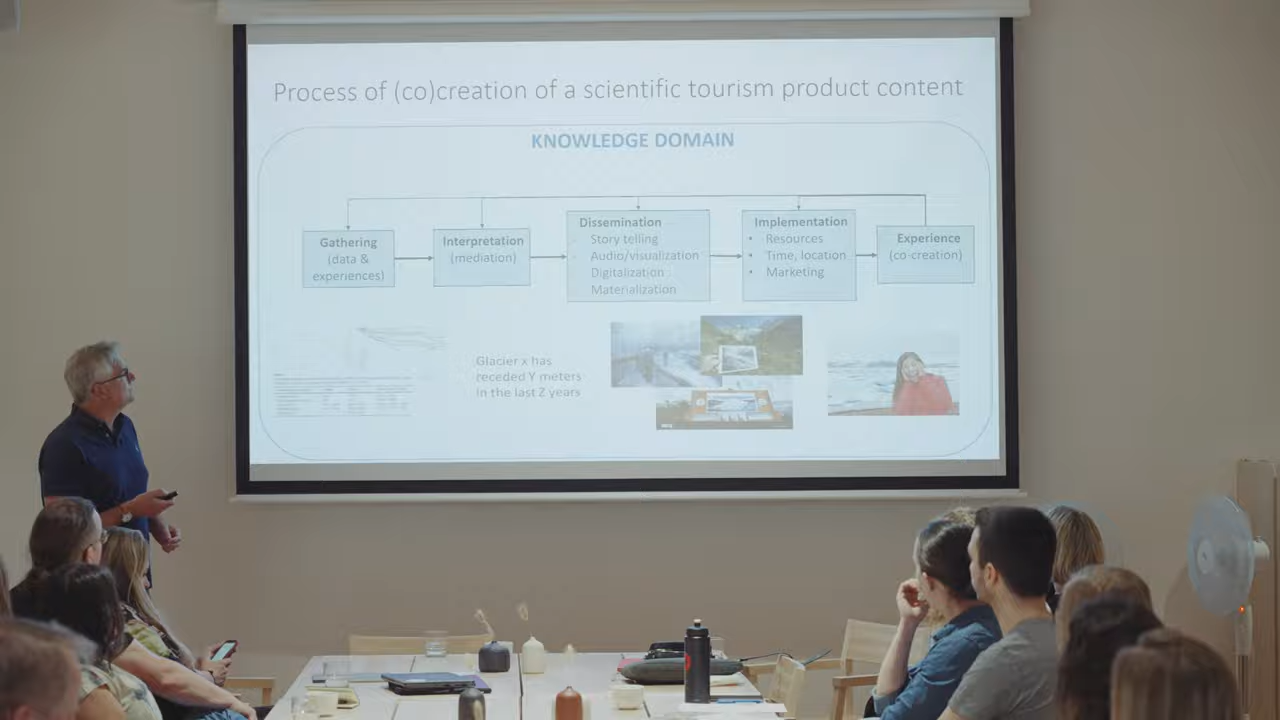 Process of (co)creation of a scientific tourism product content
KNOWLEDGE DOMAIN
Gathering
(data &
experiences)
Interpretation
(mediation)
Dissemination
Story telling
Audio/visualization
Digitalization
Materialization
Implementation
• Resources
• Time, location
• Marketing
Experience
(co-creation)
Glacier x has
receded Y meters
in the last Z years